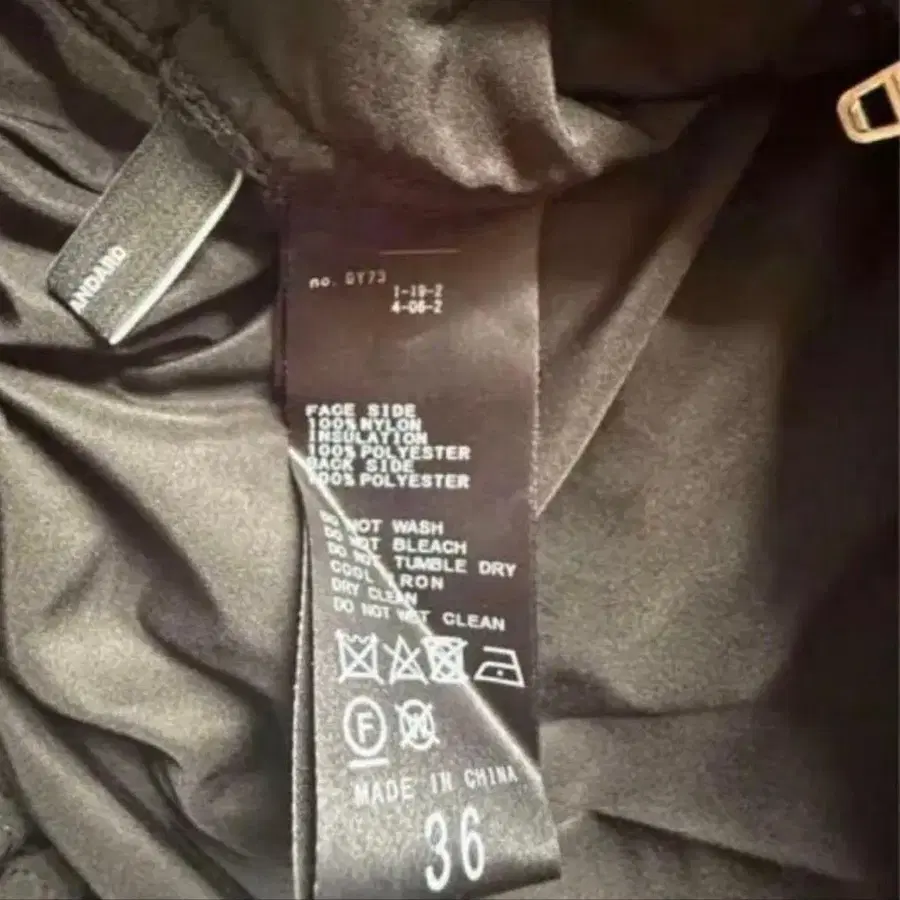 ANDARD
no. DY73
1-19-2
4-06-2
FACE SIDE
100% NYLON
INSULATION
100% POLYESTER
BACK SIDE
100% POLYESTER
DO NOT WASH
DO NOT BLEACH
DO NOT TUMBLE DRY
COOL IRON
DRY CLEAN
DO NOT WET CLEAN
F
W
MADE IN CHINA
36